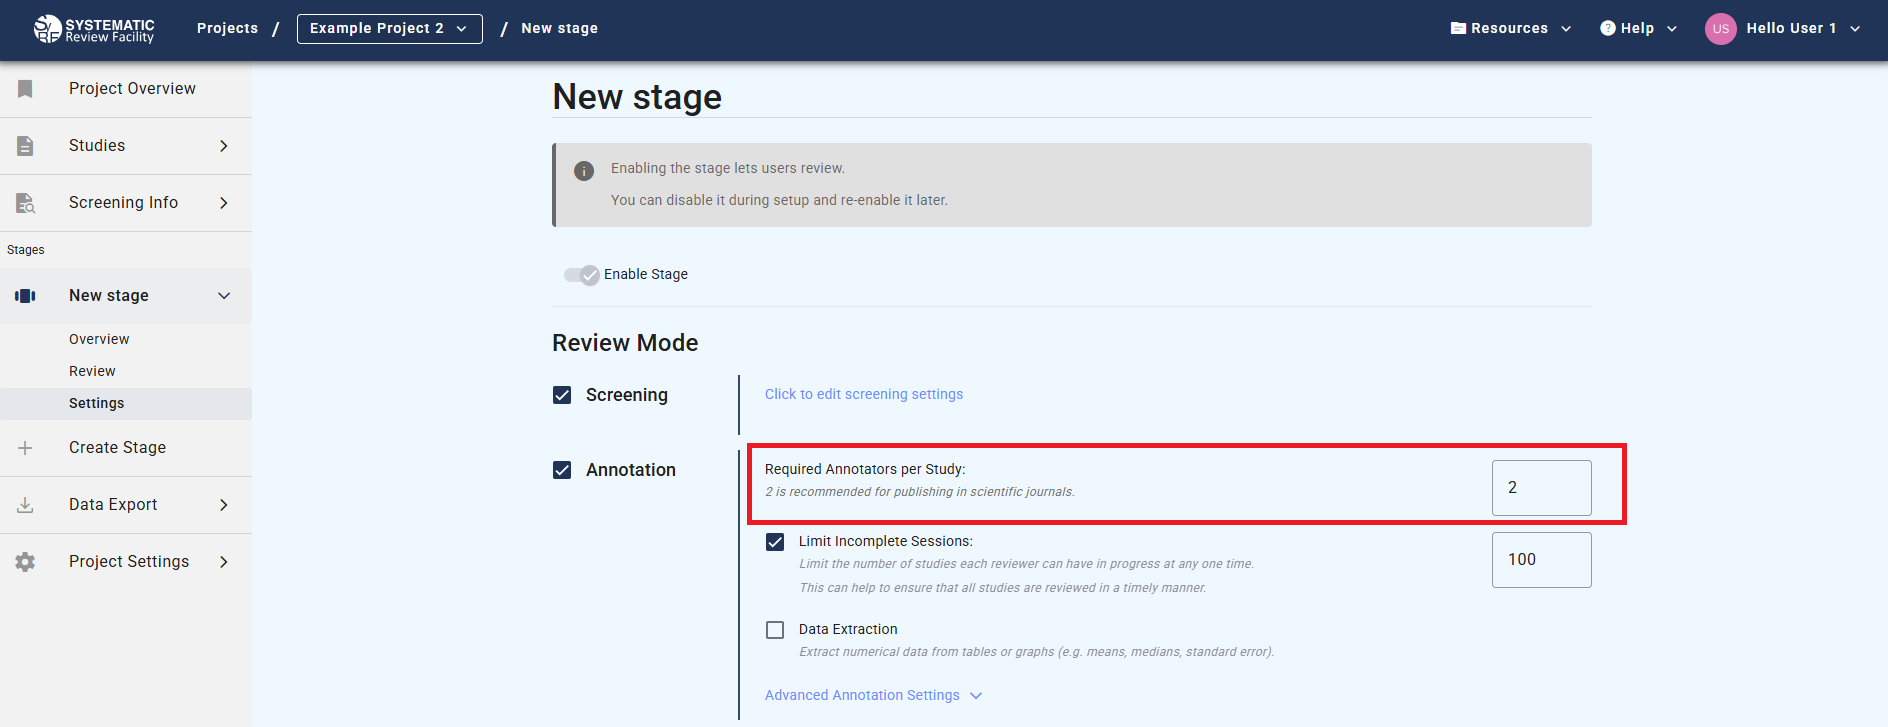 SYSTEMATIC
Review Facility
Projects / Example Project 2 / New stage
Resources
Help
US
Hello User 1
Project Overview
Studies
Screening Info
Stages
New stage
Overview
Review
Settings
Create Stage
Data Export
Project Settings
New stage
Enabling the stage lets users review.
You can disable it during setup and re-enable it later.
Enable Stage
Review Mode
Screening
Click to edit screening settings
Annotation
Required Annotators per Study:
2 is recommended for publishing in scientific journals.
2
Limit Incomplete Sessions:
Limit the number of studies each reviewer can have in progress at any one time.
This can help to ensure that all studies are reviewed in a timely manner.
100
Data Extraction
Extract numerical data from tables or graphs (e.g. means, medians, standard error).
Advanced Annotation Settings